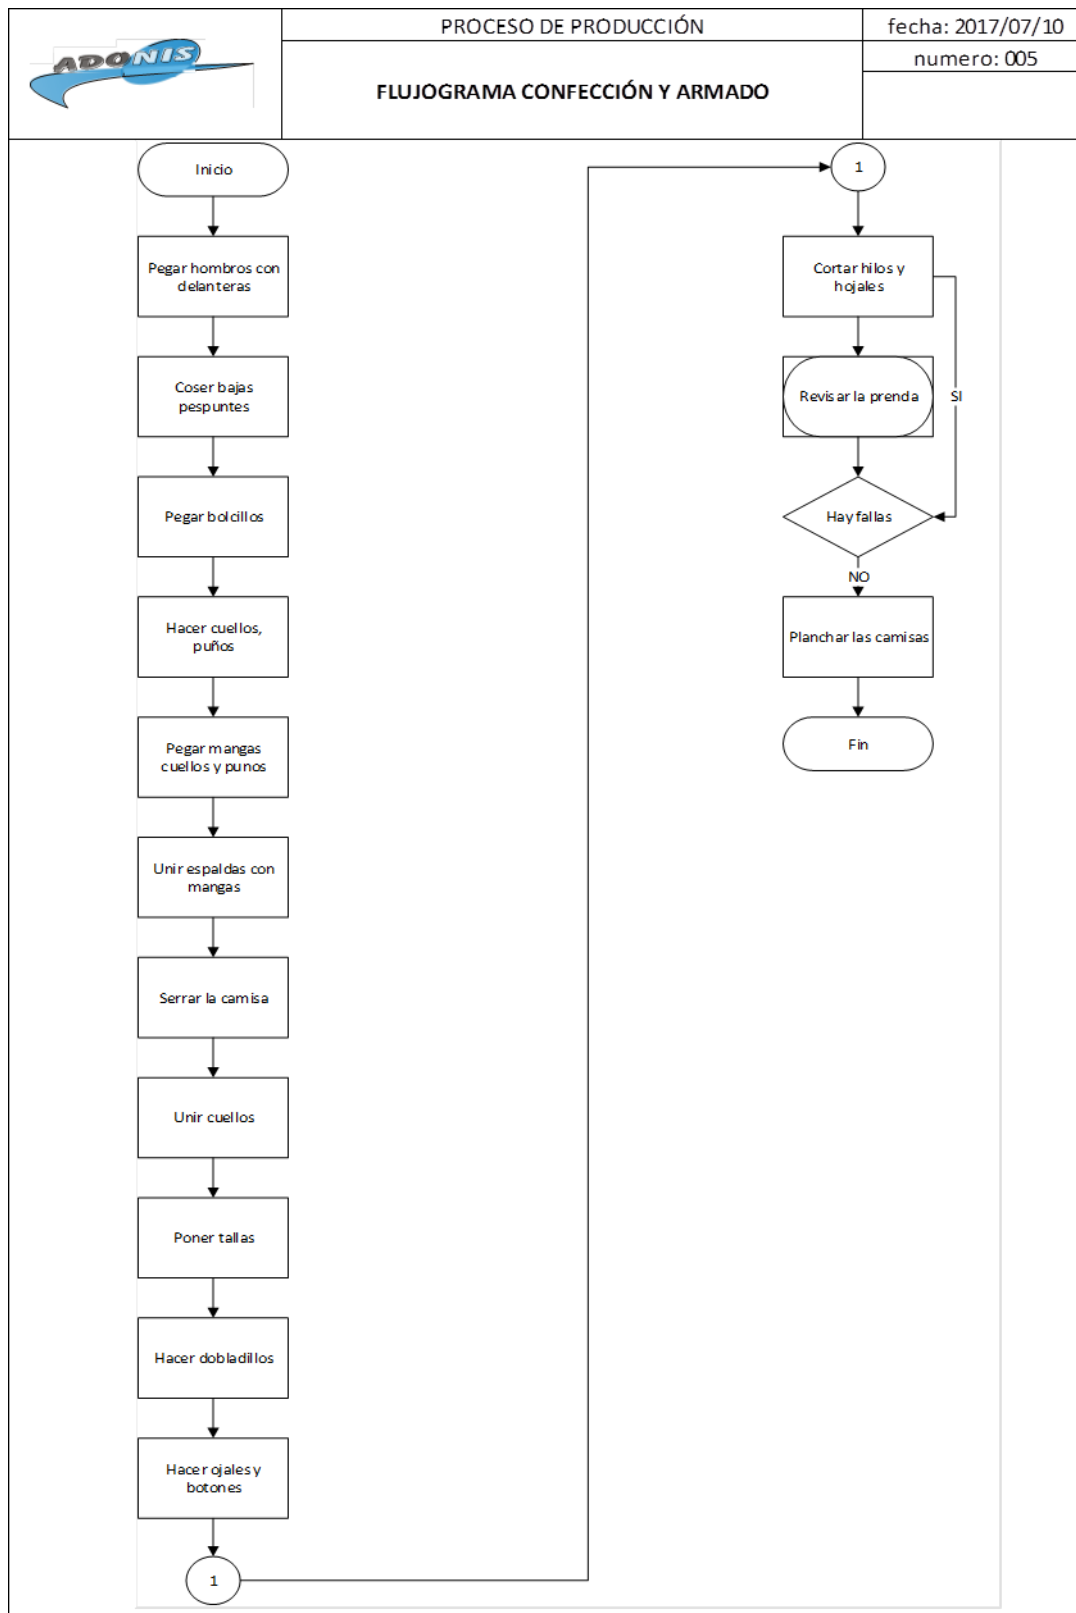 ADONIS
PROCESO DE PRODUCCIÓN
fecha: 2017/07/10
numero: 005
FLUJOGRAMA CONFECCIÓN Y ARMADO
Inicio
Pegar hombros con
delanteras
Coser bajas
pespuntes
Pegar bolcillos
Hacer cuellos,
puños
Pegar mangas
cuellos y punos
Unir espaldas con
mangas
Serrar la camisa
Unir cuellos
Poner tallas
Hacer dobladillos
Hacer ojales y
botones
1
1
Cortar hilos y
hojales
Revisar la prenda
SI
Hay fallas
NO
Planchar las camisas
Fin